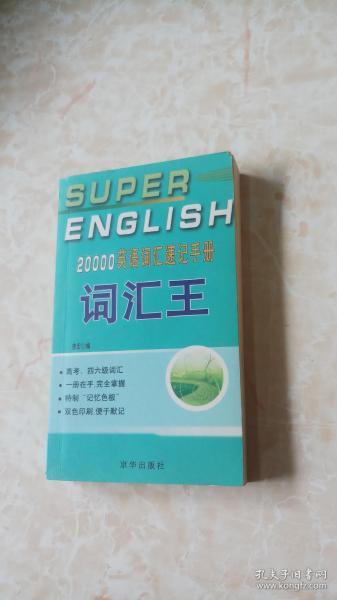 SUPER
ENGLISH
20000英语词汇速记手册
词汇王
• 高考、四六级词汇
• 一册在手,完全掌握
• 特制“记忆色板”
• 双色印刷,便于默记
京华出版社
孔夫子旧书网
www.kongfz.com